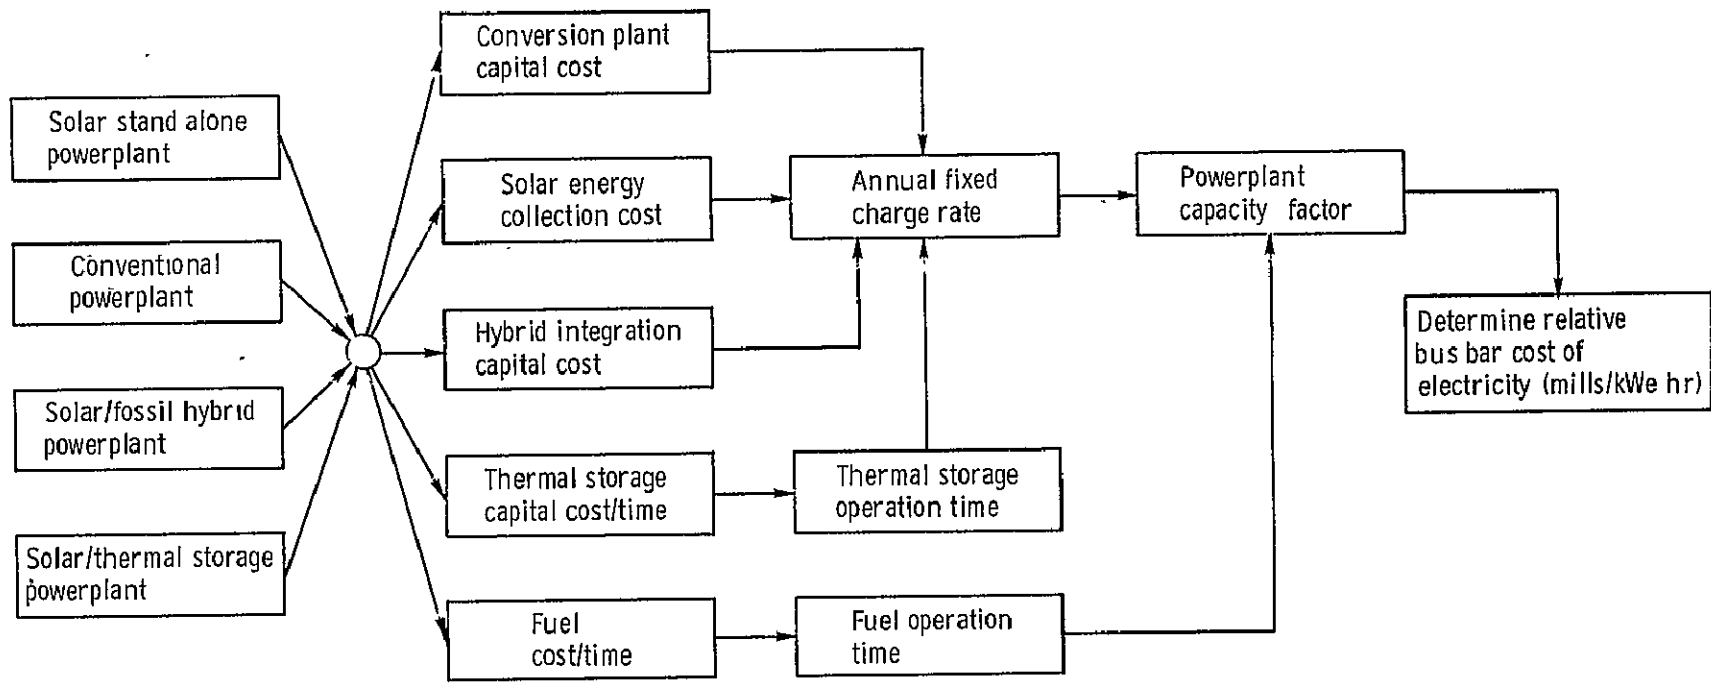 Conversion plant
capital cost
Solar stand alone
powerplant
Solar energy
collection cost
Annual fixed
charge rate
Powerplant
capacity factor
Conventional
powerplant
Hybrid integration
capital cost
Determine relative
bus bar cost of
electricity (mills/kWe hr)
Solar/fossil hybrid
powerplant
Thermal storage
capital cost/time
Thermal storage
operation time
Solar/thermal storage
powerplant
Fuel
cost/time
Fuel operation
time